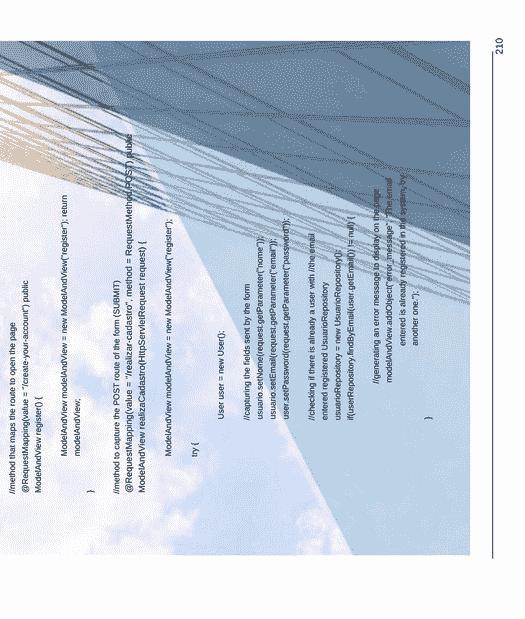 //method that maps the route to open the page
@RequestMapping(value = "/create-your-account") public
ModelAndView register() {
ModelAndView modelAndView = new ModelAndView("register"); return
modelAndView;
}
//method to capture the POST route of the form (SUBMIT)
@RequestMapping(value = "/realizar-cadastro", method = RequestMethod.POST) public
ModelAndView realizaCadastro(HttpServletRequest request) {
ModelAndView modelAndView = new ModelAndView("register");
try {
User user = new User();
//capturing the fields sent by the form
usuario.setNome(request.getParameter("nome"));
usuario.setEmail(request.getParameter("email"));
user.setPassword(request.getParameter("password"));
//checking if there is already a user with //the email
entered registered UsuarioRepository
usuarioRepository = new UsuarioRepository();
if(userRepository.findByEmail(user.getEmail()) != null) {
//generating an error message to display on the page
modelAndView.addObject("error_message", "The email
entered is already registered in the system, try
another one.");
}
210